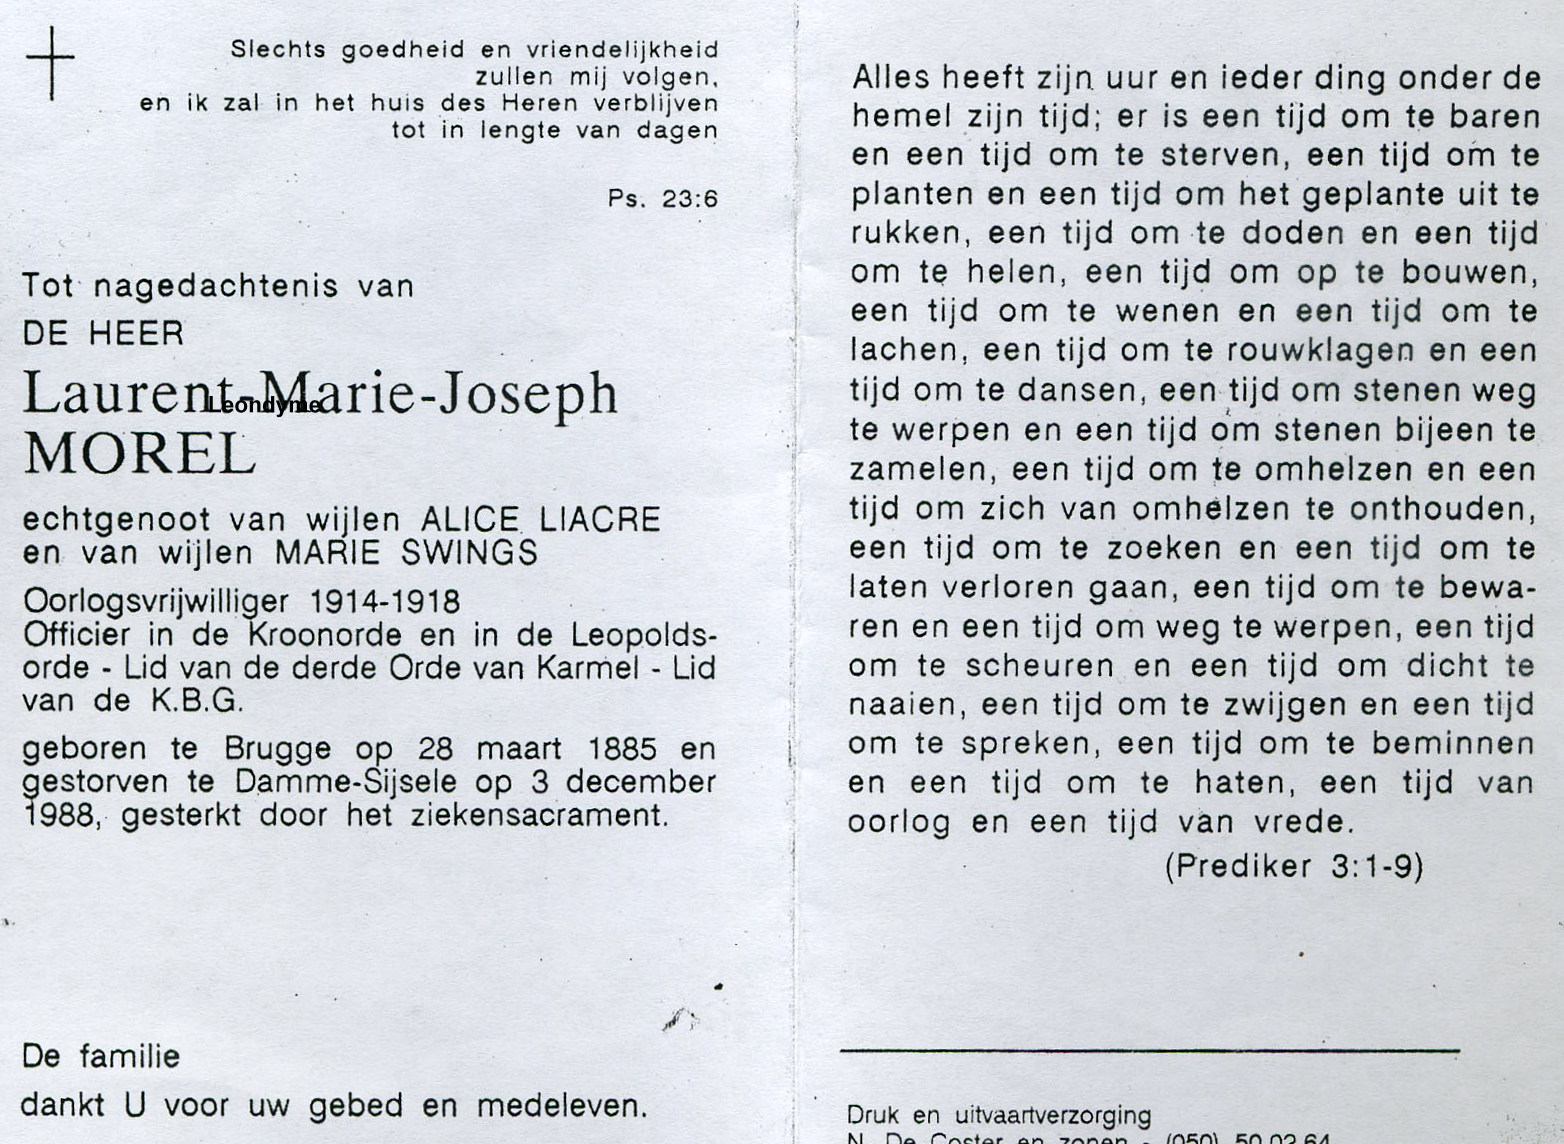 Slechts goedheid en vriendelijkheid
zullen mij volgen,
en ik zal in het huis des Heren verblijven
tot in lengte van dagen
Ps. 23:6
Tot nagedachtenis van
DE HEER
Laurent-Marie-Joseph
Leondyme
MOREL
echtgenoot van wijlen ALICE LIACRE
en van wijlen MARIE SWINGS
Oorlogsvrijwilliger 1914-1918
Officier in de Kroonorde en in de Leopolds-
orde - Lid van de derde Orde van Karmel - Lid
van de K.B.G.
geboren te Brugge op 28 maart 1885 en
gestorven te Damme-Sijsele op 3 december
1988, gesterkt door het ziekensacrament.
De familie
dankt U voor uw gebed en medeleven.
Alles heeft zijn uur en ieder ding onder de
hemel zijn tijd; er is een tijd om te baren
en een tijd om te sterven, een tijd om te
planten en een tijd om het geplante uit te
rukken, een tijd om te doden en een tijd
om te helen, een tijd om op te bouwen,
een tijd om te wenen en een tijd om te
lachen, een tijd om te rouwklagen en een
tijd om te dansen, een tijd om stenen weg
te werpen en een tijd om stenen bijeen te
zamelen, een tijd om te omhelzen en een
tijd om zich van omhelzen te onthouden,
een tijd om te zoeken en een tijd om te
laten verloren gaan, een tijd om te bewa-
ren en een tijd om weg te werpen, een tijd
om te scheuren en een tijd om dicht te
naaien, een tijd om te zwijgen en een tijd
om te spreken, een tijd om te beminnen
en een tijd om te haten, een tijd van
oorlog en een tijd van vrede.
(Prediker 3:1-9)
Druk en uitvaartverzorging
N. De Coster en zonen - (050) 50.02.64